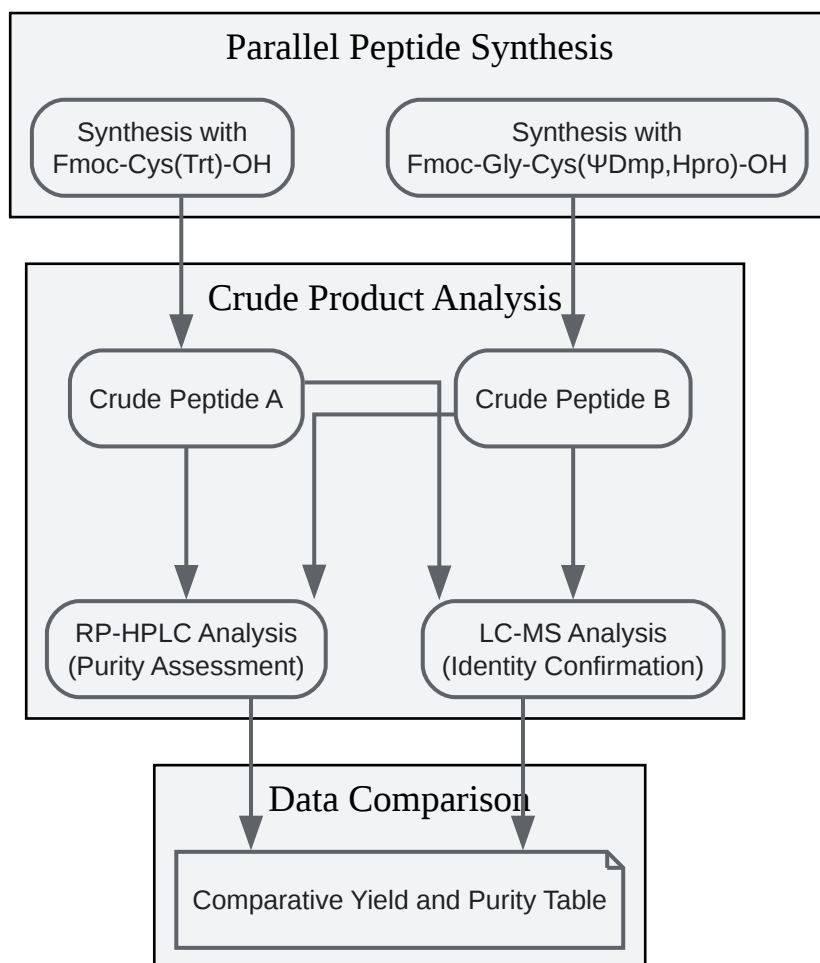 Parallel Peptide Synthesis
Synthesis with
Fmoc-Cys(Trt)-OH
Synthesis with
Fmoc-Gly-Cys(ΨDmp,Hpro)-OH
Crude Product Analysis
Crude Peptide A
Crude Peptide B
RP-HPLC Analysis
(Purity Assessment)
LC-MS Analysis
(Identity Confirmation)
Data Comparison
Comparative Yield and Purity Table